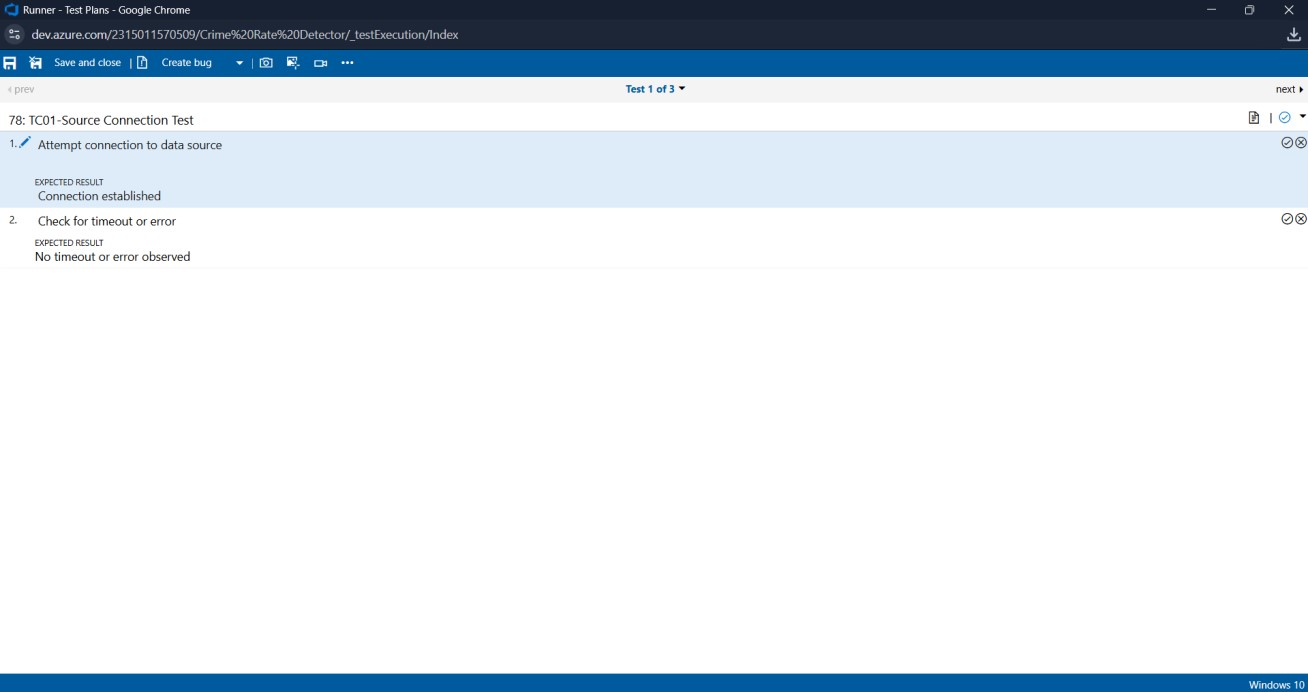 Runner - Test Plans - Google Chrome
dev.azure.com/2315011570509/Crime%20Rate%20Detector/_testExecution/Index
Save and close | Create bug |
prev Test 1 of 3 next
78: TC01-Source Connection Test |
1. Attempt connection to data source
EXPECTED RESULT
Connection established
2. Check for timeout or error
EXPECTED RESULT
No timeout or error observed
Windows 10